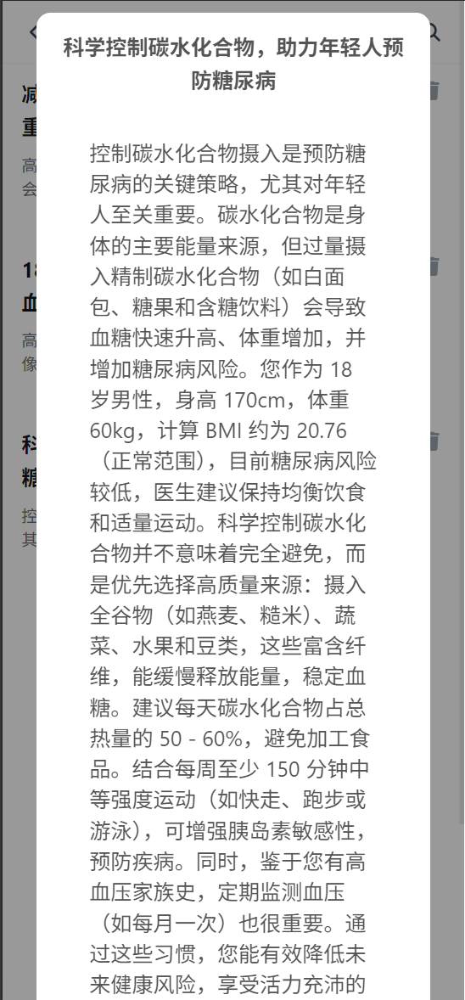 科学控制碳水化合物，助力年轻人预
防糖尿病
减
重
高
会
18
血
高
像
科
糖
控
其
控制碳水化合物摄入是预防糖
尿病的关键策略，尤其对年轻
人至关重要。碳水化合物是身
体的主要能量来源，但过量摄
入精制碳水化合物（如白面
包、糖果和含糖饮料）会导致
血糖快速升高、体重增加，并
增加糖尿病风险。您作为 18
岁男性，身高 170cm，体重
60kg，计算 BMI 约为 20.76
（正常范围），目前糖尿病风险
较低，医生建议保持均衡饮食
和适量运动。科学控制碳水化
合物并不意味着完全避免，而
是优先选择高质量来源：摄入
全谷物（如燕麦、糙米）、蔬
菜、水果和豆类，这些富含纤
维，能缓慢释放能量，稳定血
糖。建议每天碳水化合物占总
热量的 50 - 60%，避免加工食
品。结合每周至少 150 分钟中
等强度运动（如快走、跑步或
游泳），可增强胰岛素敏感性，
预防疾病。同时，鉴于您有高
血压家族史，定期监测血压
（如每月一次）也很重要。通
过这些习惯，您能有效降低未
来健康风险，享受活力充沛的